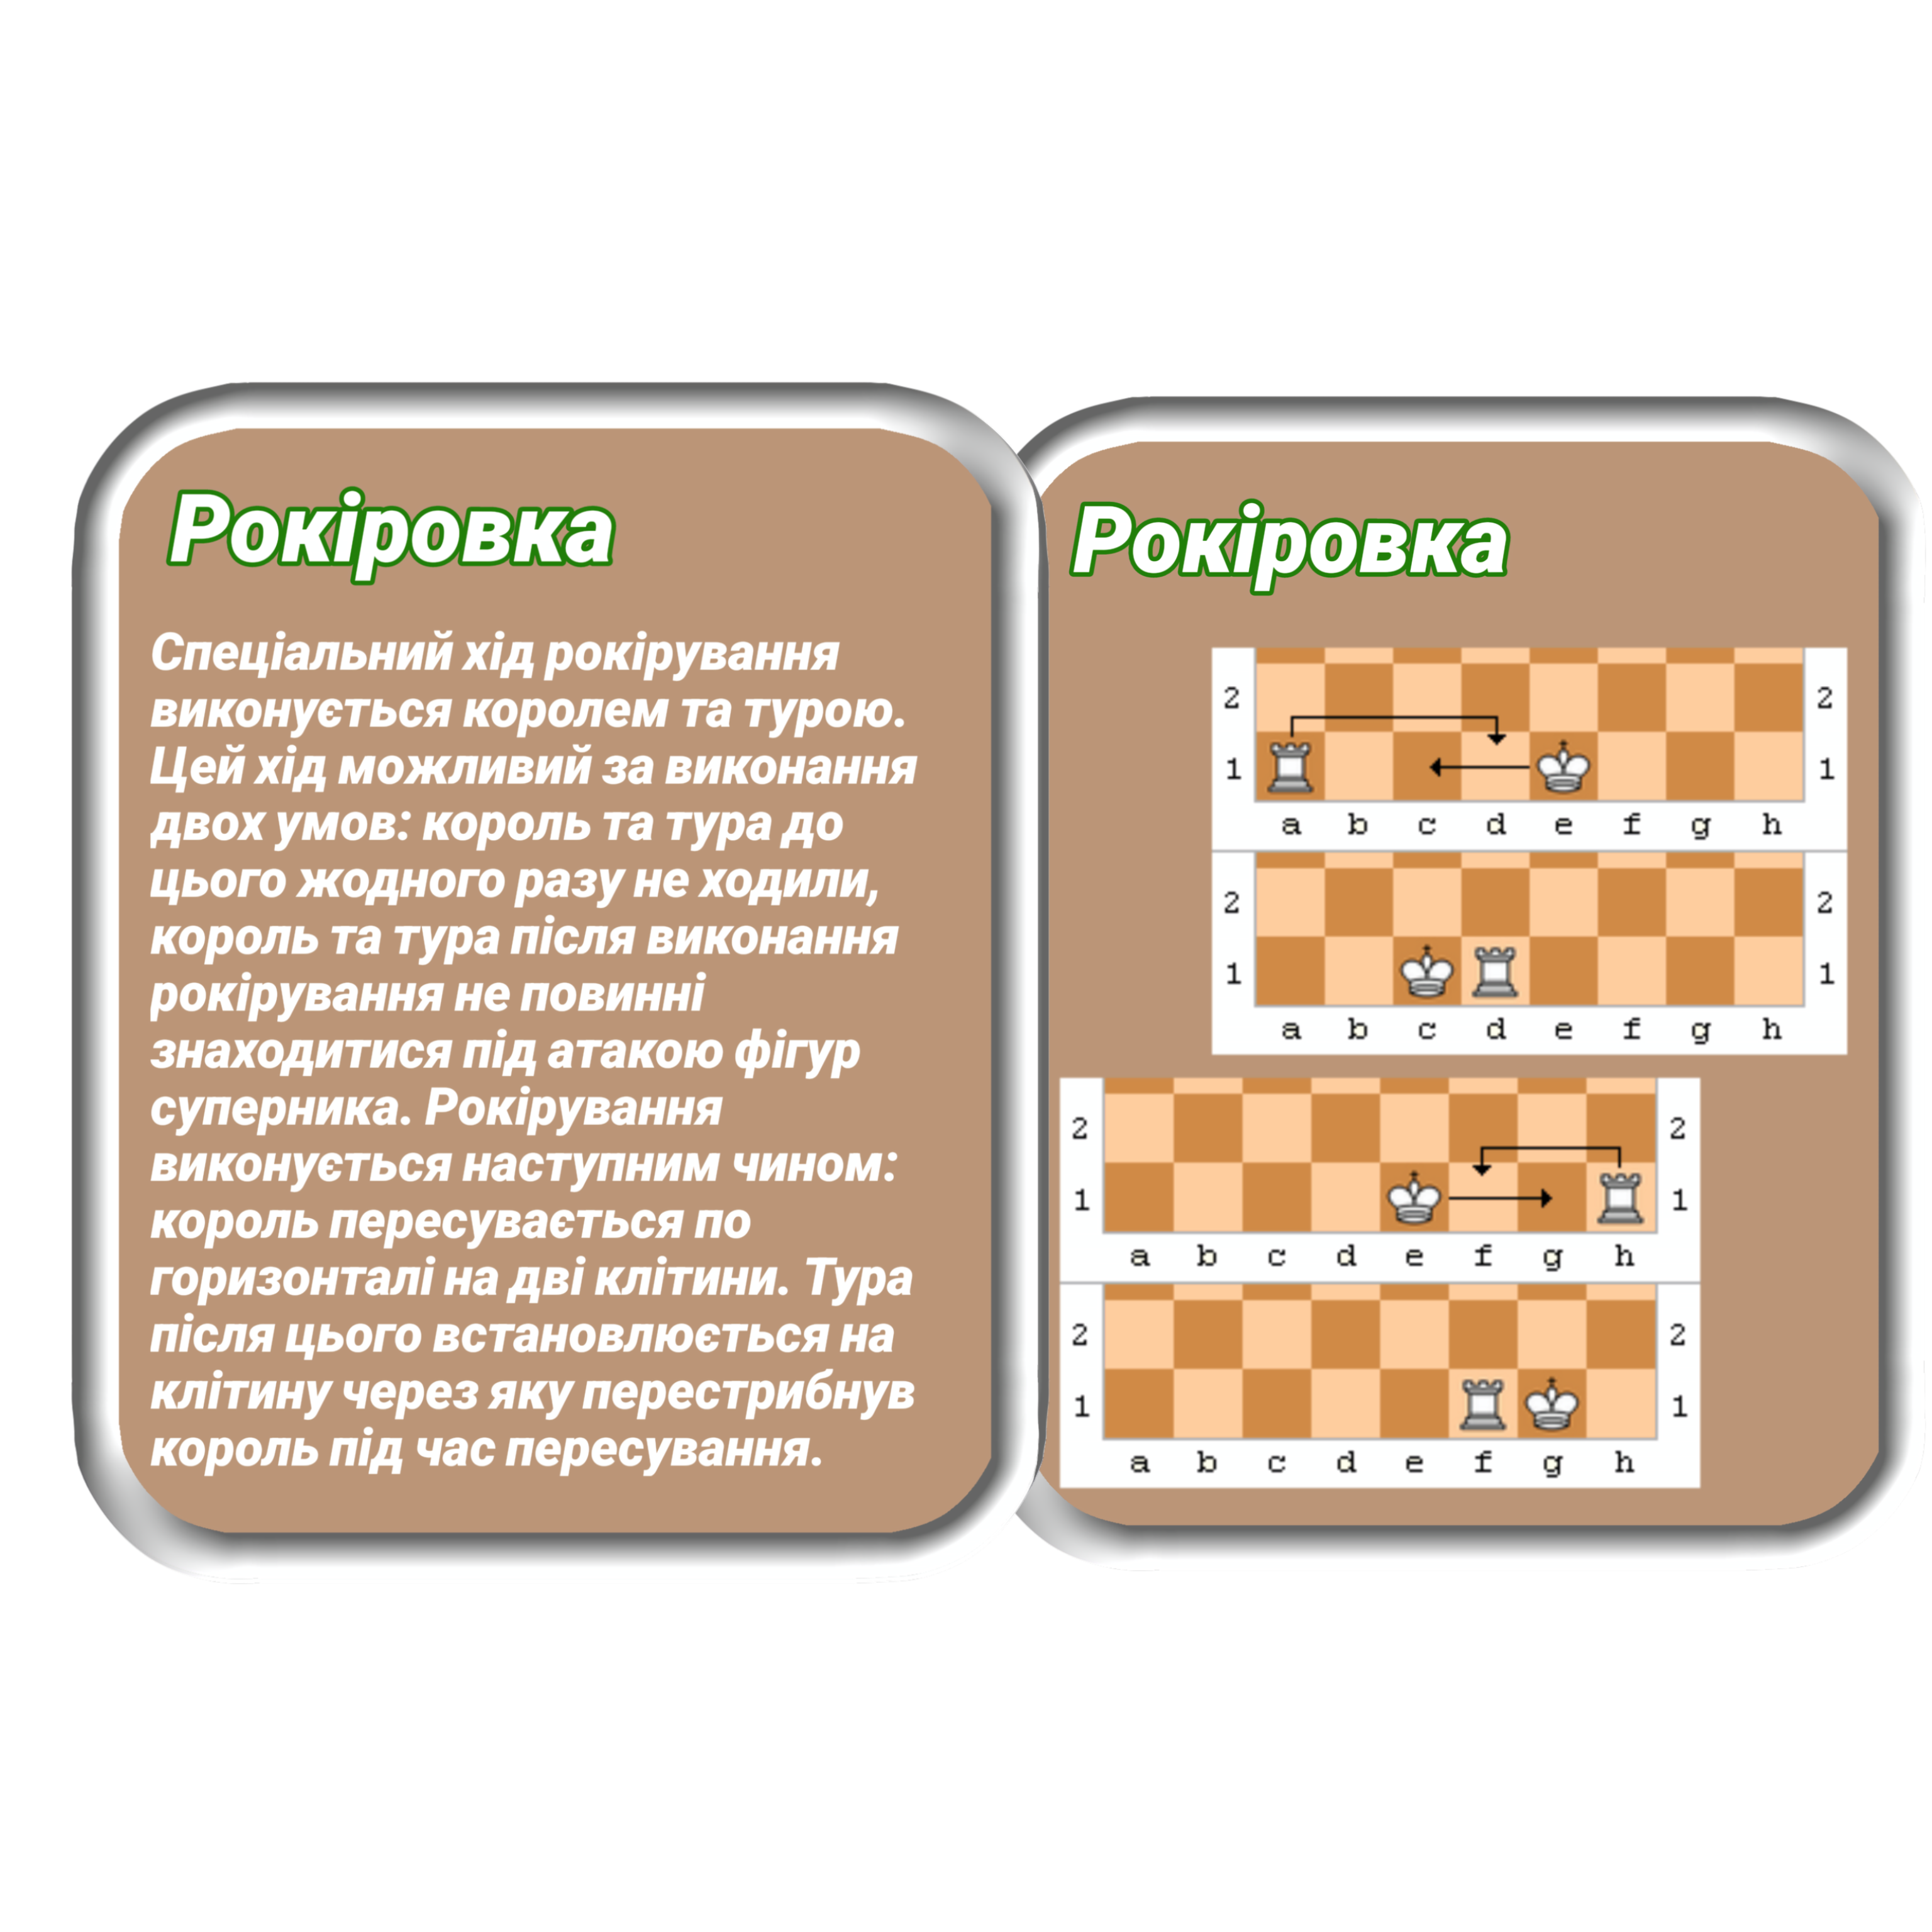 Рокіровка
Спеціальний хід рокірування
виконується королем та турою.
Цей хід можливий за виконання
двох умов: король та тура до
цього жодного разу не ходили,
король та тура після виконання
рокірування не повинні
знаходитися під атакою фігур
суперника. Рокірування
виконується наступним чином:
король пересувається по
горизонталі на дві клітини. Тура
після цього встановлюється на
клітину через яку перестрибнув
король під час пересування.
Рокіровка
2 2
1 1
a b c d e f g h
2 2
1 1
a b c d e f g h
2 2
1 1
a b c d e f g h
2 2
1 1
a b c d e f g h